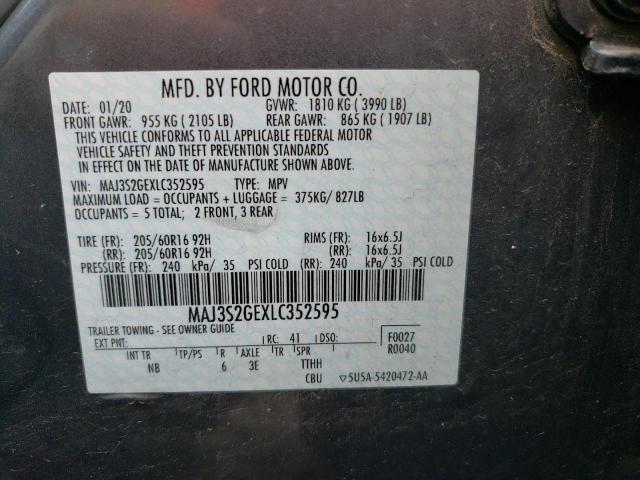 MFD. BY FORD MOTOR CO.
DATE: 01/20 GVWR: 1810 KG ( 3990 LB)
FRONT GAWR: 955 KG ( 2105 LB) REAR GAWR: 865 KG ( 1907 LB)
THIS VEHICLE CONFORMS TO ALL APPLICABLE FEDERAL MOTOR
VEHICLE SAFETY AND THEFT PREVENTION STANDARDS
IN EFFECT ON THE DATE OF MANUFACTURE SHOWN ABOVE.
VIN: MAJ3S2GEXLC352595 TYPE: MPV
MAXIMUM LOAD = OCCUPANTS + LUGGAGE = 375KG/ 827LB
OCCUPANTS = 5 TOTAL; 2 FRONT, 3 REAR
TIRE (FR): 205/60R16 92H RIMS (FR): 16x6.5J
(RR): 205/60R16 92H (RR): 16x6.5J
PRESSURE (FR): 240 kPa/ 35 PSI COLD (RR): 240 kPa/ 35 PSI COLD
MAJ3S2GEXLC352595
TRAILER TOWING - SEE OWNER GUIDE
EXT PNT: RC: 41 DSO: F0027
R0040
INT TR TP/PS R AXLE TR SPR
NB 6 3E TTHH
CBU ▽5U5A-5420472-AA